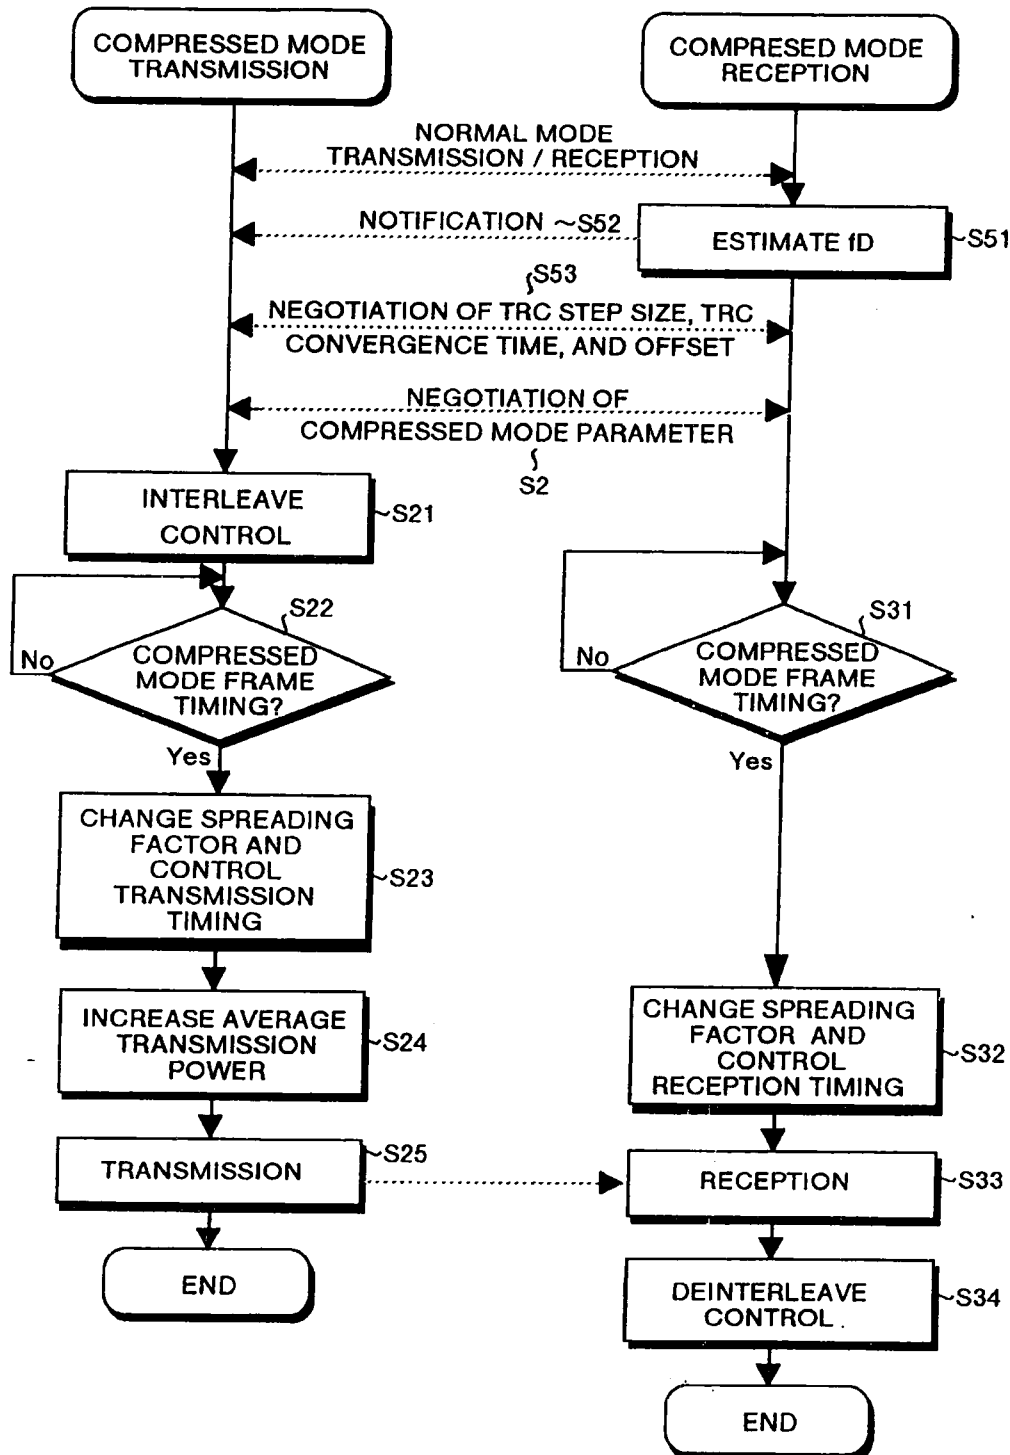 COMPRESSED MODE
TRANSMISSION
COMPRESED MODE
RECEPTION
NORMAL MODE
TRANSMISSION / RECEPTION
NOTIFICATION ~S52
ESTIMATE fD
~S51
S53
NEGOTIATION OF TRC STEP SIZE, TRC
CONVERGENCE TIME, AND OFFSET
NEGOTIATION OF
COMPRESSED MODE PARAMETER
S2
INTERLEAVE
CONTROL
~S21
S22
No
COMPRESSED
MODE FRAME
TIMING?
Yes
S31
No
COMPRESSED
MODE FRAME
TIMING?
Yes
CHANGE SPREADING
FACTOR AND
CONTROL
TRANSMISSION
TIMING
~S23
INCREASE AVERAGE
TRANSMISSION
POWER
~S24
CHANGE SPREADING
FACTOR AND
CONTROL
RECEPTION TIMING
~S32
TRANSMISSION
~S25
RECEPTION
~S33
END
DEINTERLEAVE
CONTROL
~S34
END